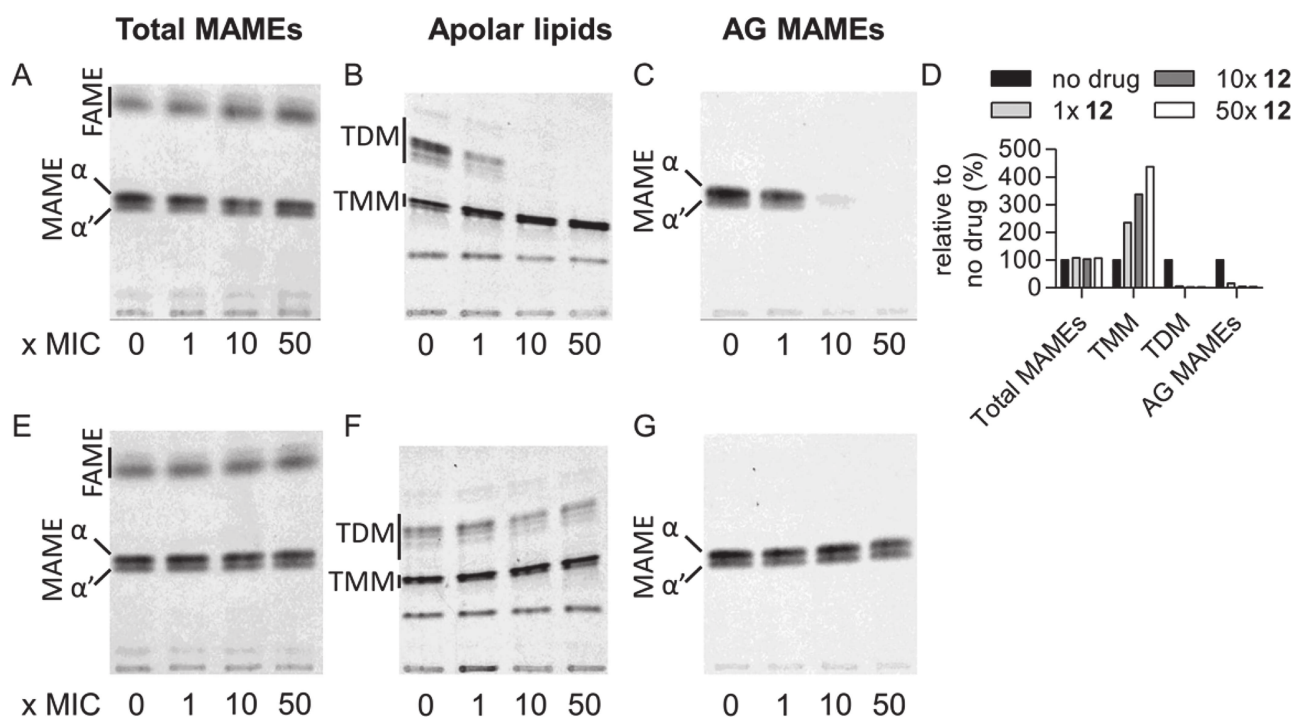 Total MAMEs
Apolar lipids
AG MAMEs
A
FAME
MAME
α
α'
x MIC 0 1 10 50
B
TDM
TMM
0 1 10 50
C
MAME
α
α'
0 1 10 50
D
no drug
10x 12
1x 12
50x 12
relative to
no drug (%)
500
400
300
200
100
0
Total MAMEs
TMM
TDM
AG MAMEs
E
FAME
MAME
α
α'
x MIC 0 1 10 50
F
TDM
TMM
0 1 10 50
G
MAME
α
α'
0 1 10 50